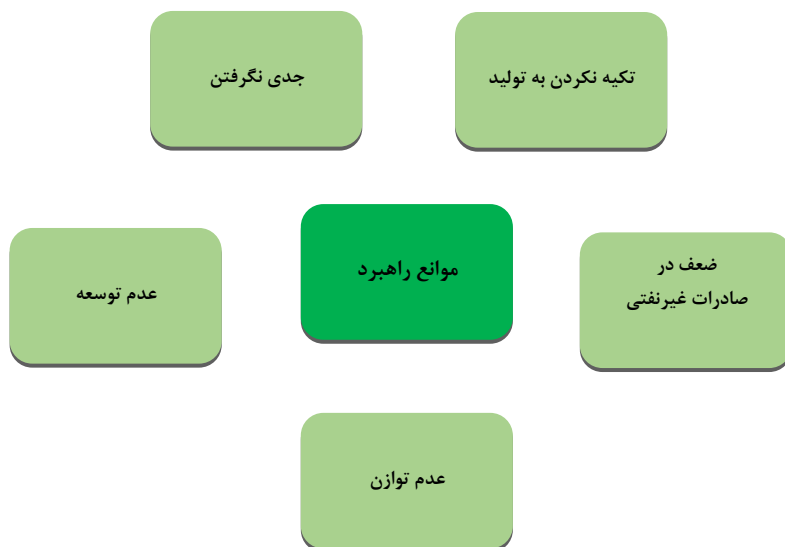 تکیه نکردن به تولید
جدی نگرفتن
موانع راهبرد
ضعف در
صادرات غیرنفتی
عدم توسعه
عدم توازن